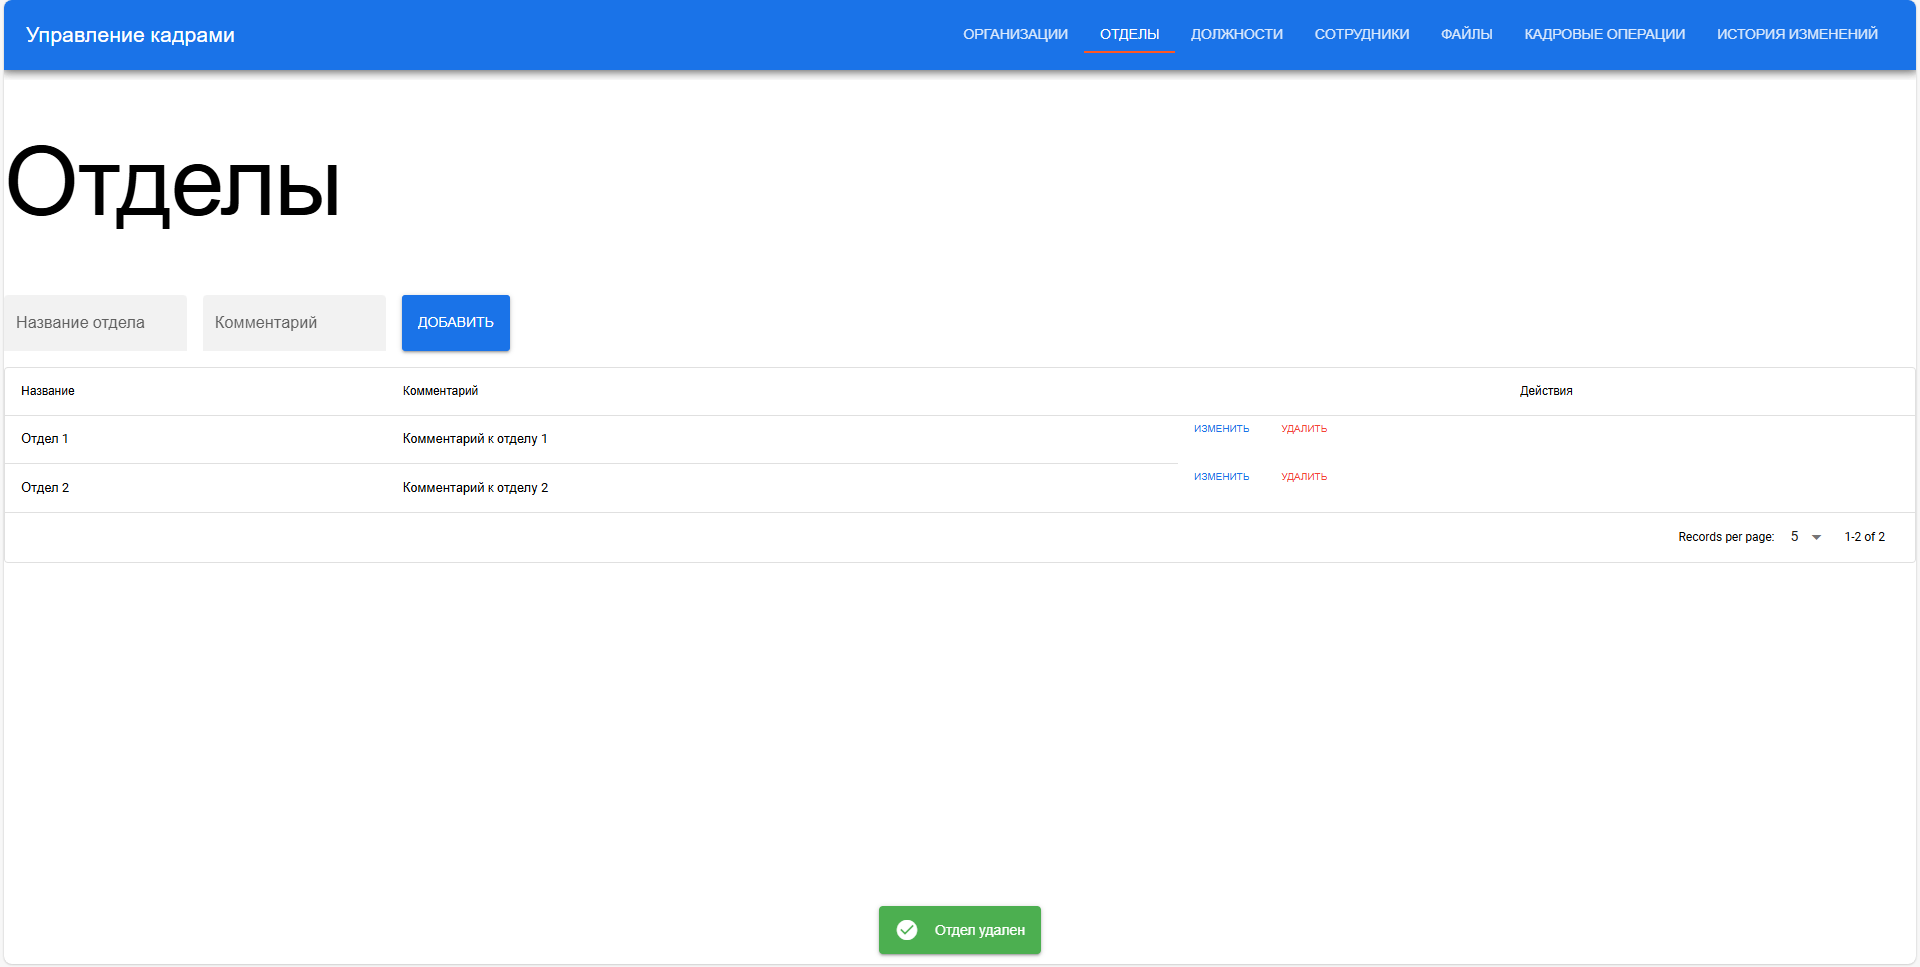 Управление кадрами
ОРГАНИЗАЦИИ ОТДЕЛЫ ДОЛЖНОСТИ СОТРУДНИКИ ФАЙЛЫ КАДРОВЫЕ ОПЕРАЦИИ ИСТОРИЯ ИЗМЕНЕНИЙ
Отделы
Название отдела Комментарий ДОБАВИТЬ
Название Комментарий Действия
Отдел 1 Комментарий к отделу 1 ИЗМЕНИТЬ УДАЛИТЬ
Отдел 2 Комментарий к отделу 2 ИЗМЕНИТЬ УДАЛИТЬ
Records per page: 5 1-2 of 2
Отдел удален